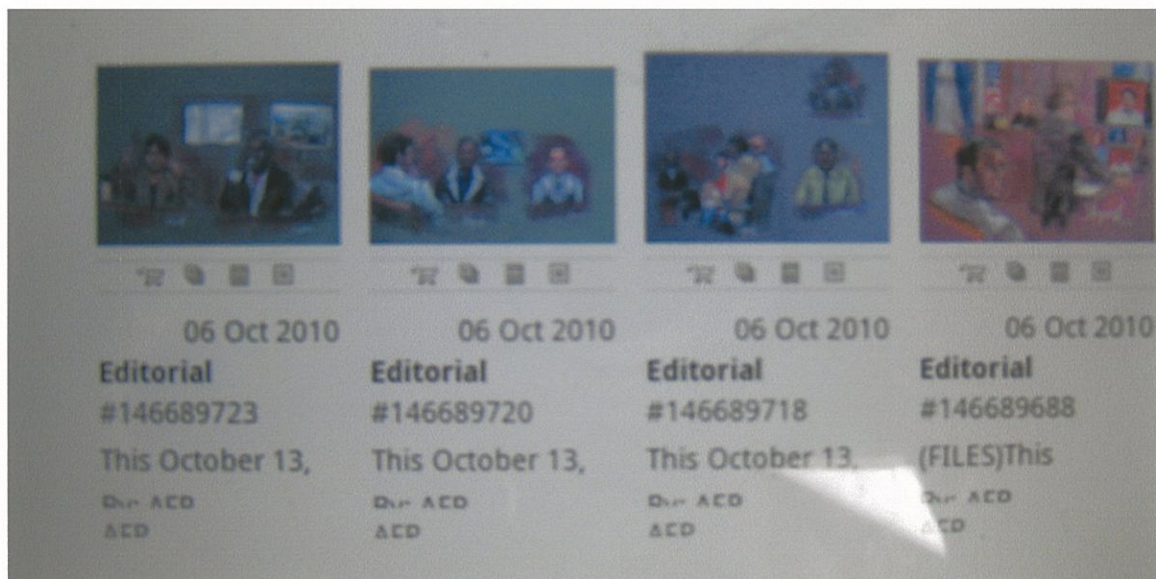 06 Oct 2010
Editorial
#146689723
This October 13,
06 Oct 2010
Editorial
#146689720
This October 13,
06 Oct 2010
Editorial
#146689718
This October 13,
06 Oct 2010
Editorial
#146689688
(FILES)This